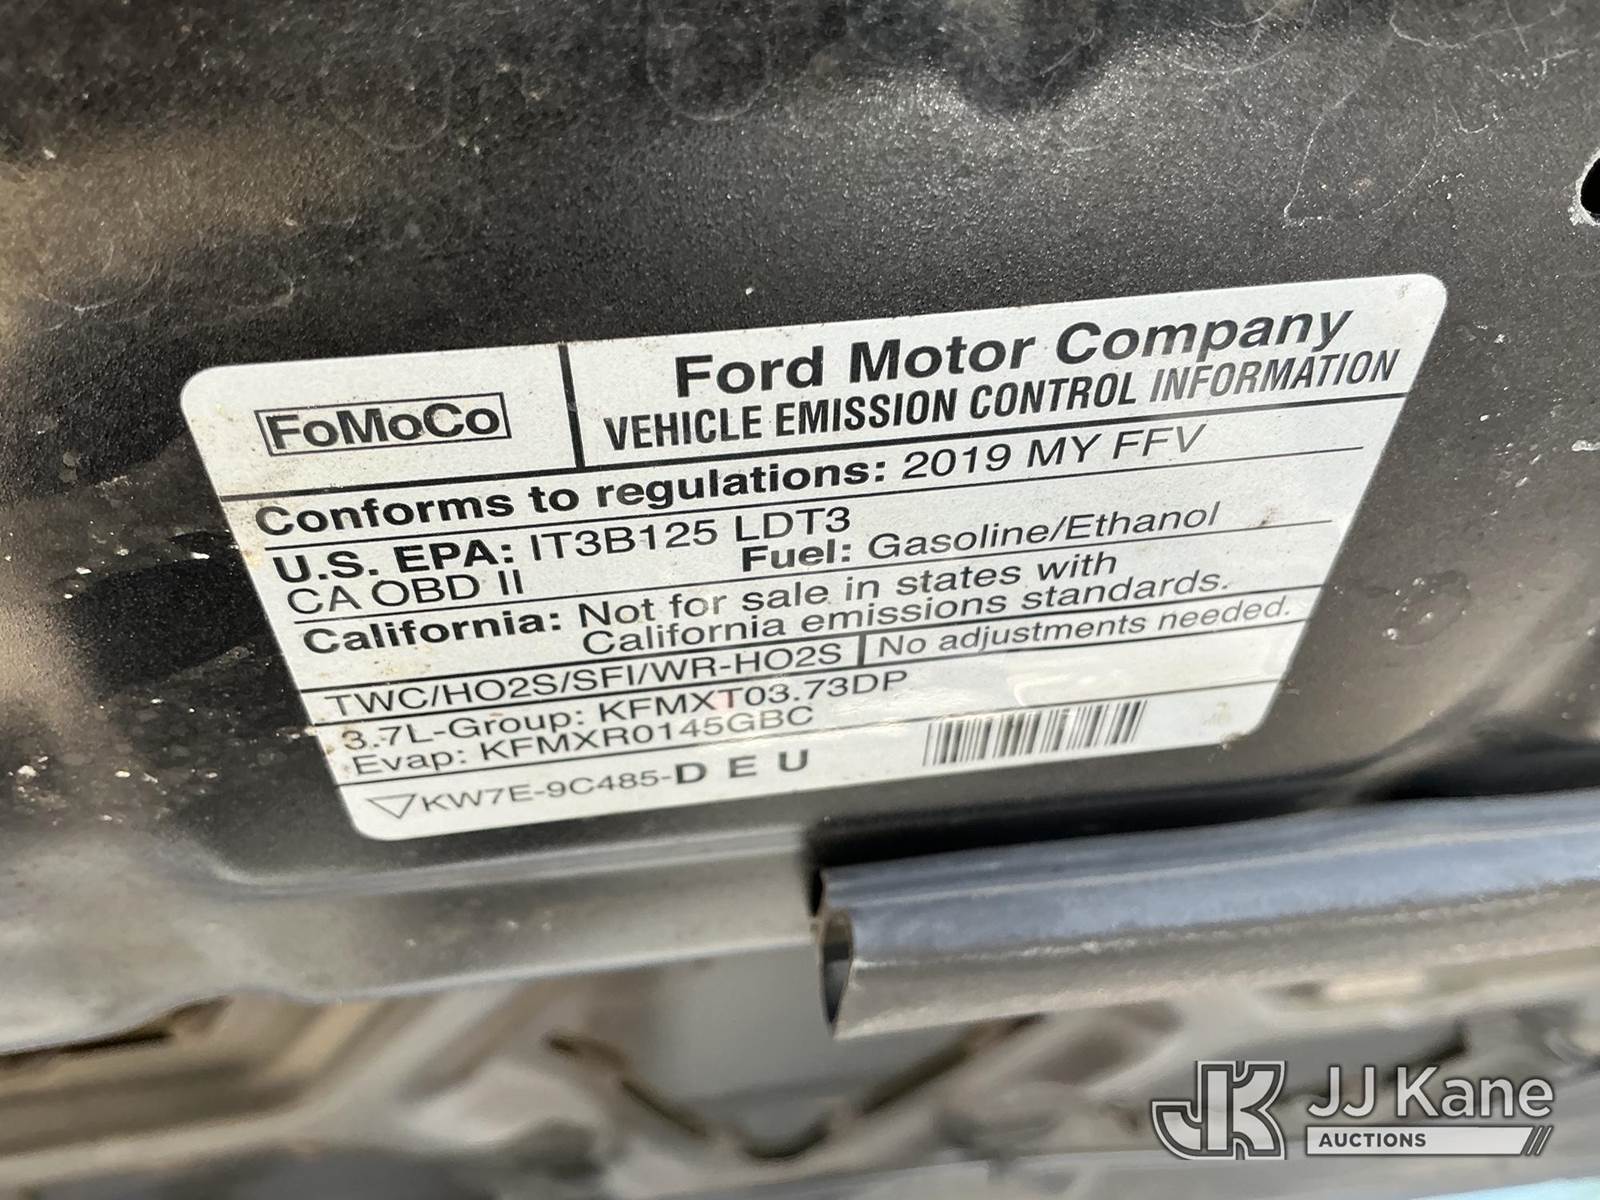 FoMoCo
Ford Motor Company
VEHICLE EMISSION CONTROL INFORMATION
Conforms to regulations: 2019 MY FFV
U.S. EPA: IT3B125 LDT3
CA OBD II Fuel: Gasoline/Ethanol
California: Not for sale in states with
California emissions standards.
TWC/HO2S/SFI/WR-HO2S No adjustments needed.
3.7L-Group: KFMXT03.73DP
Evap: KFMXR0145GBC
KW7E-9C485-D E U
JK JJ Kane
AUCTIONS